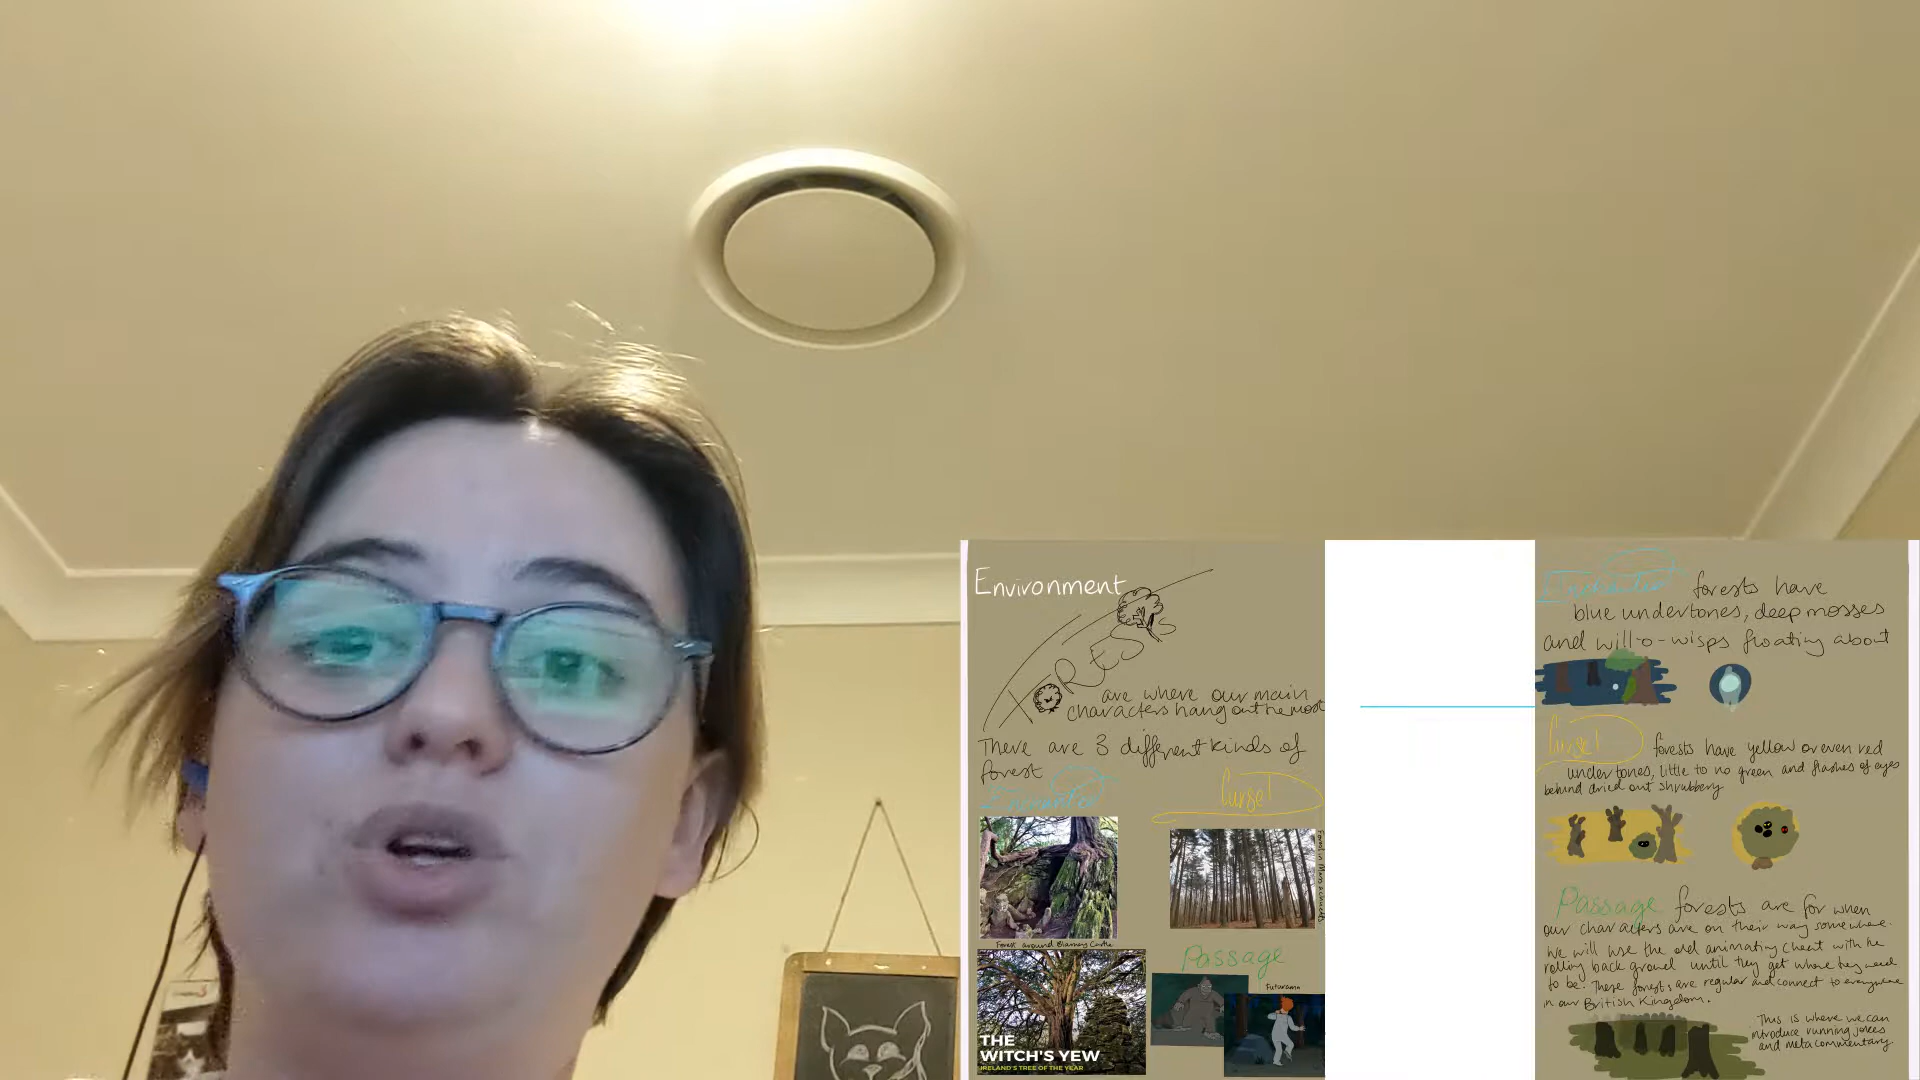 Environment
FORESTS
are where our main
characters hang out the most
There are 3 different kinds of
forest
Enchanted
Cursed
Forest around Blarney Castle
Passage
Futurama
THE
WITCH'S YEW
IRELAND'S TREE OF THE YEAR
Enchanted forests have
blue undertones, deep mosses
and will-o-wisps floating about
Cursed forests have yellow or even red
undertones, little to no green and flashes of eyes
behind dried out shrubbery
Passage forests are for when
our characters are on their way somewhere.
We will use the old animating cheat with the
rolling back ground until they get where they need
to be. These forests are regular and connect to everywhere
in our British Kingdom.
This is where we can
introduce running jokes
and meta commentary